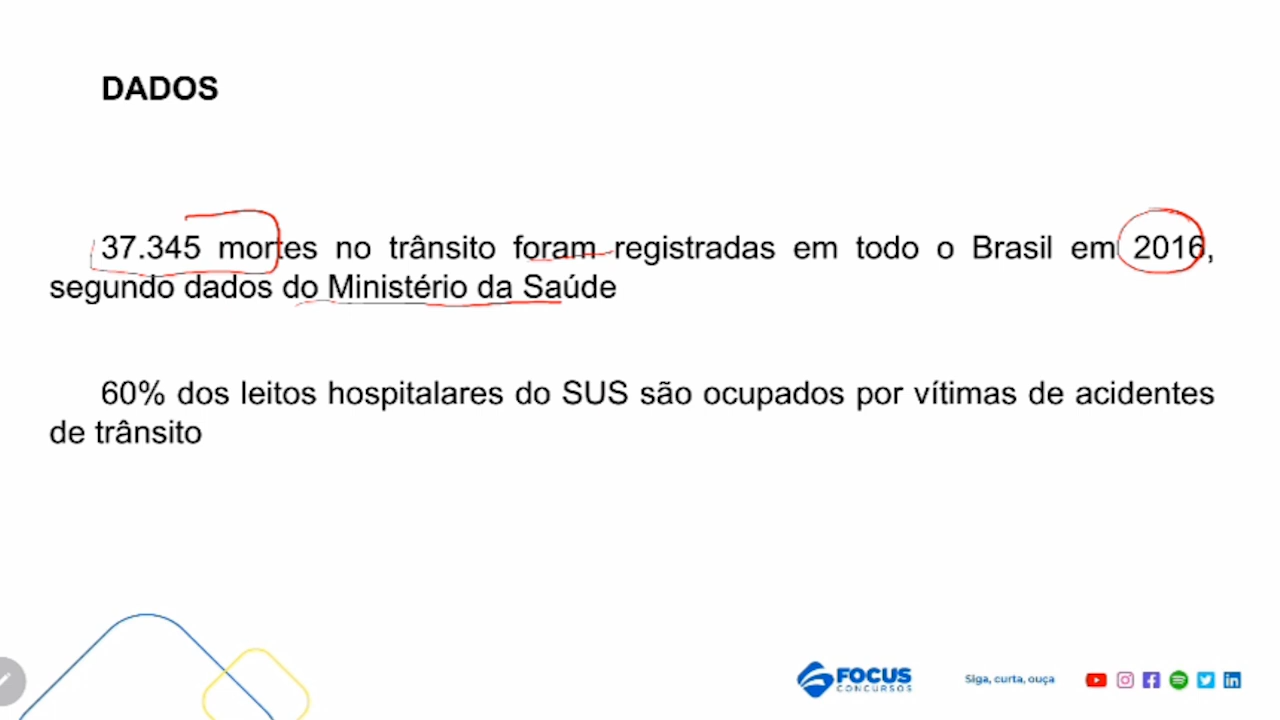 DADOS
37.345 mortes no trânsito foram registradas em todo o Brasil em 2016,
segundo dados do Ministério da Saúde
60% dos leitos hospitalares do SUS são ocupados por vítimas de acidentes
de trânsito
FOCUS
CONCURSOS
Siga, curta, ouça